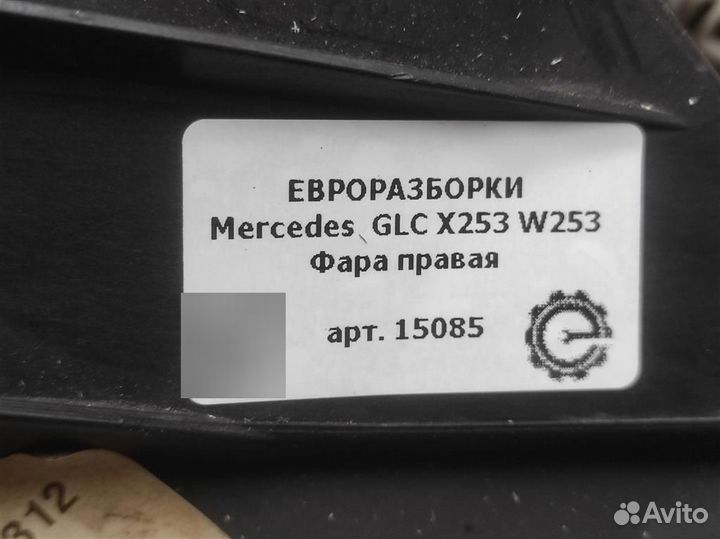 ЕВРОРАЗБОРКИ
Mercedes GLC X253 W253
Фара правая
арт. 15085
312
Avito